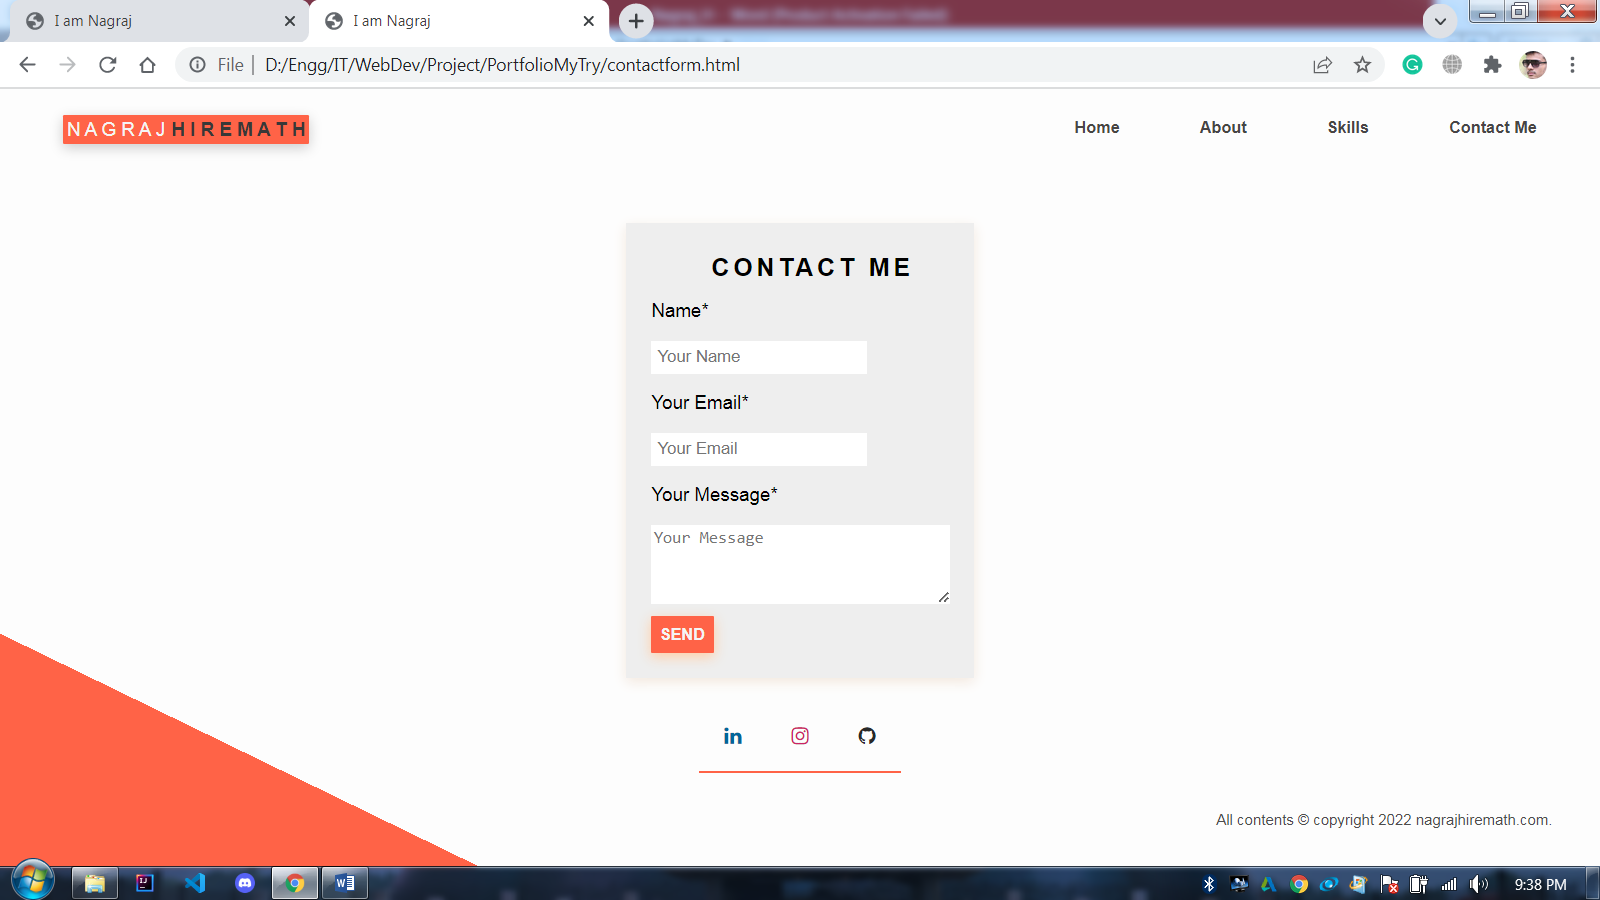 I am Nagraj
I am Nagraj
File D:/Engg/IT/WebDev/Project/PortfolioMyTry/contactform.html
NAGRAJHIREMATH
Home About Skills Contact Me
CONTACT ME
Name*
Your Name
Your Email*
Your Email
Your Message*
Your Message
SEND
in
All contents © copyright 2022 nagrajhiremath.com.
9:38 PM